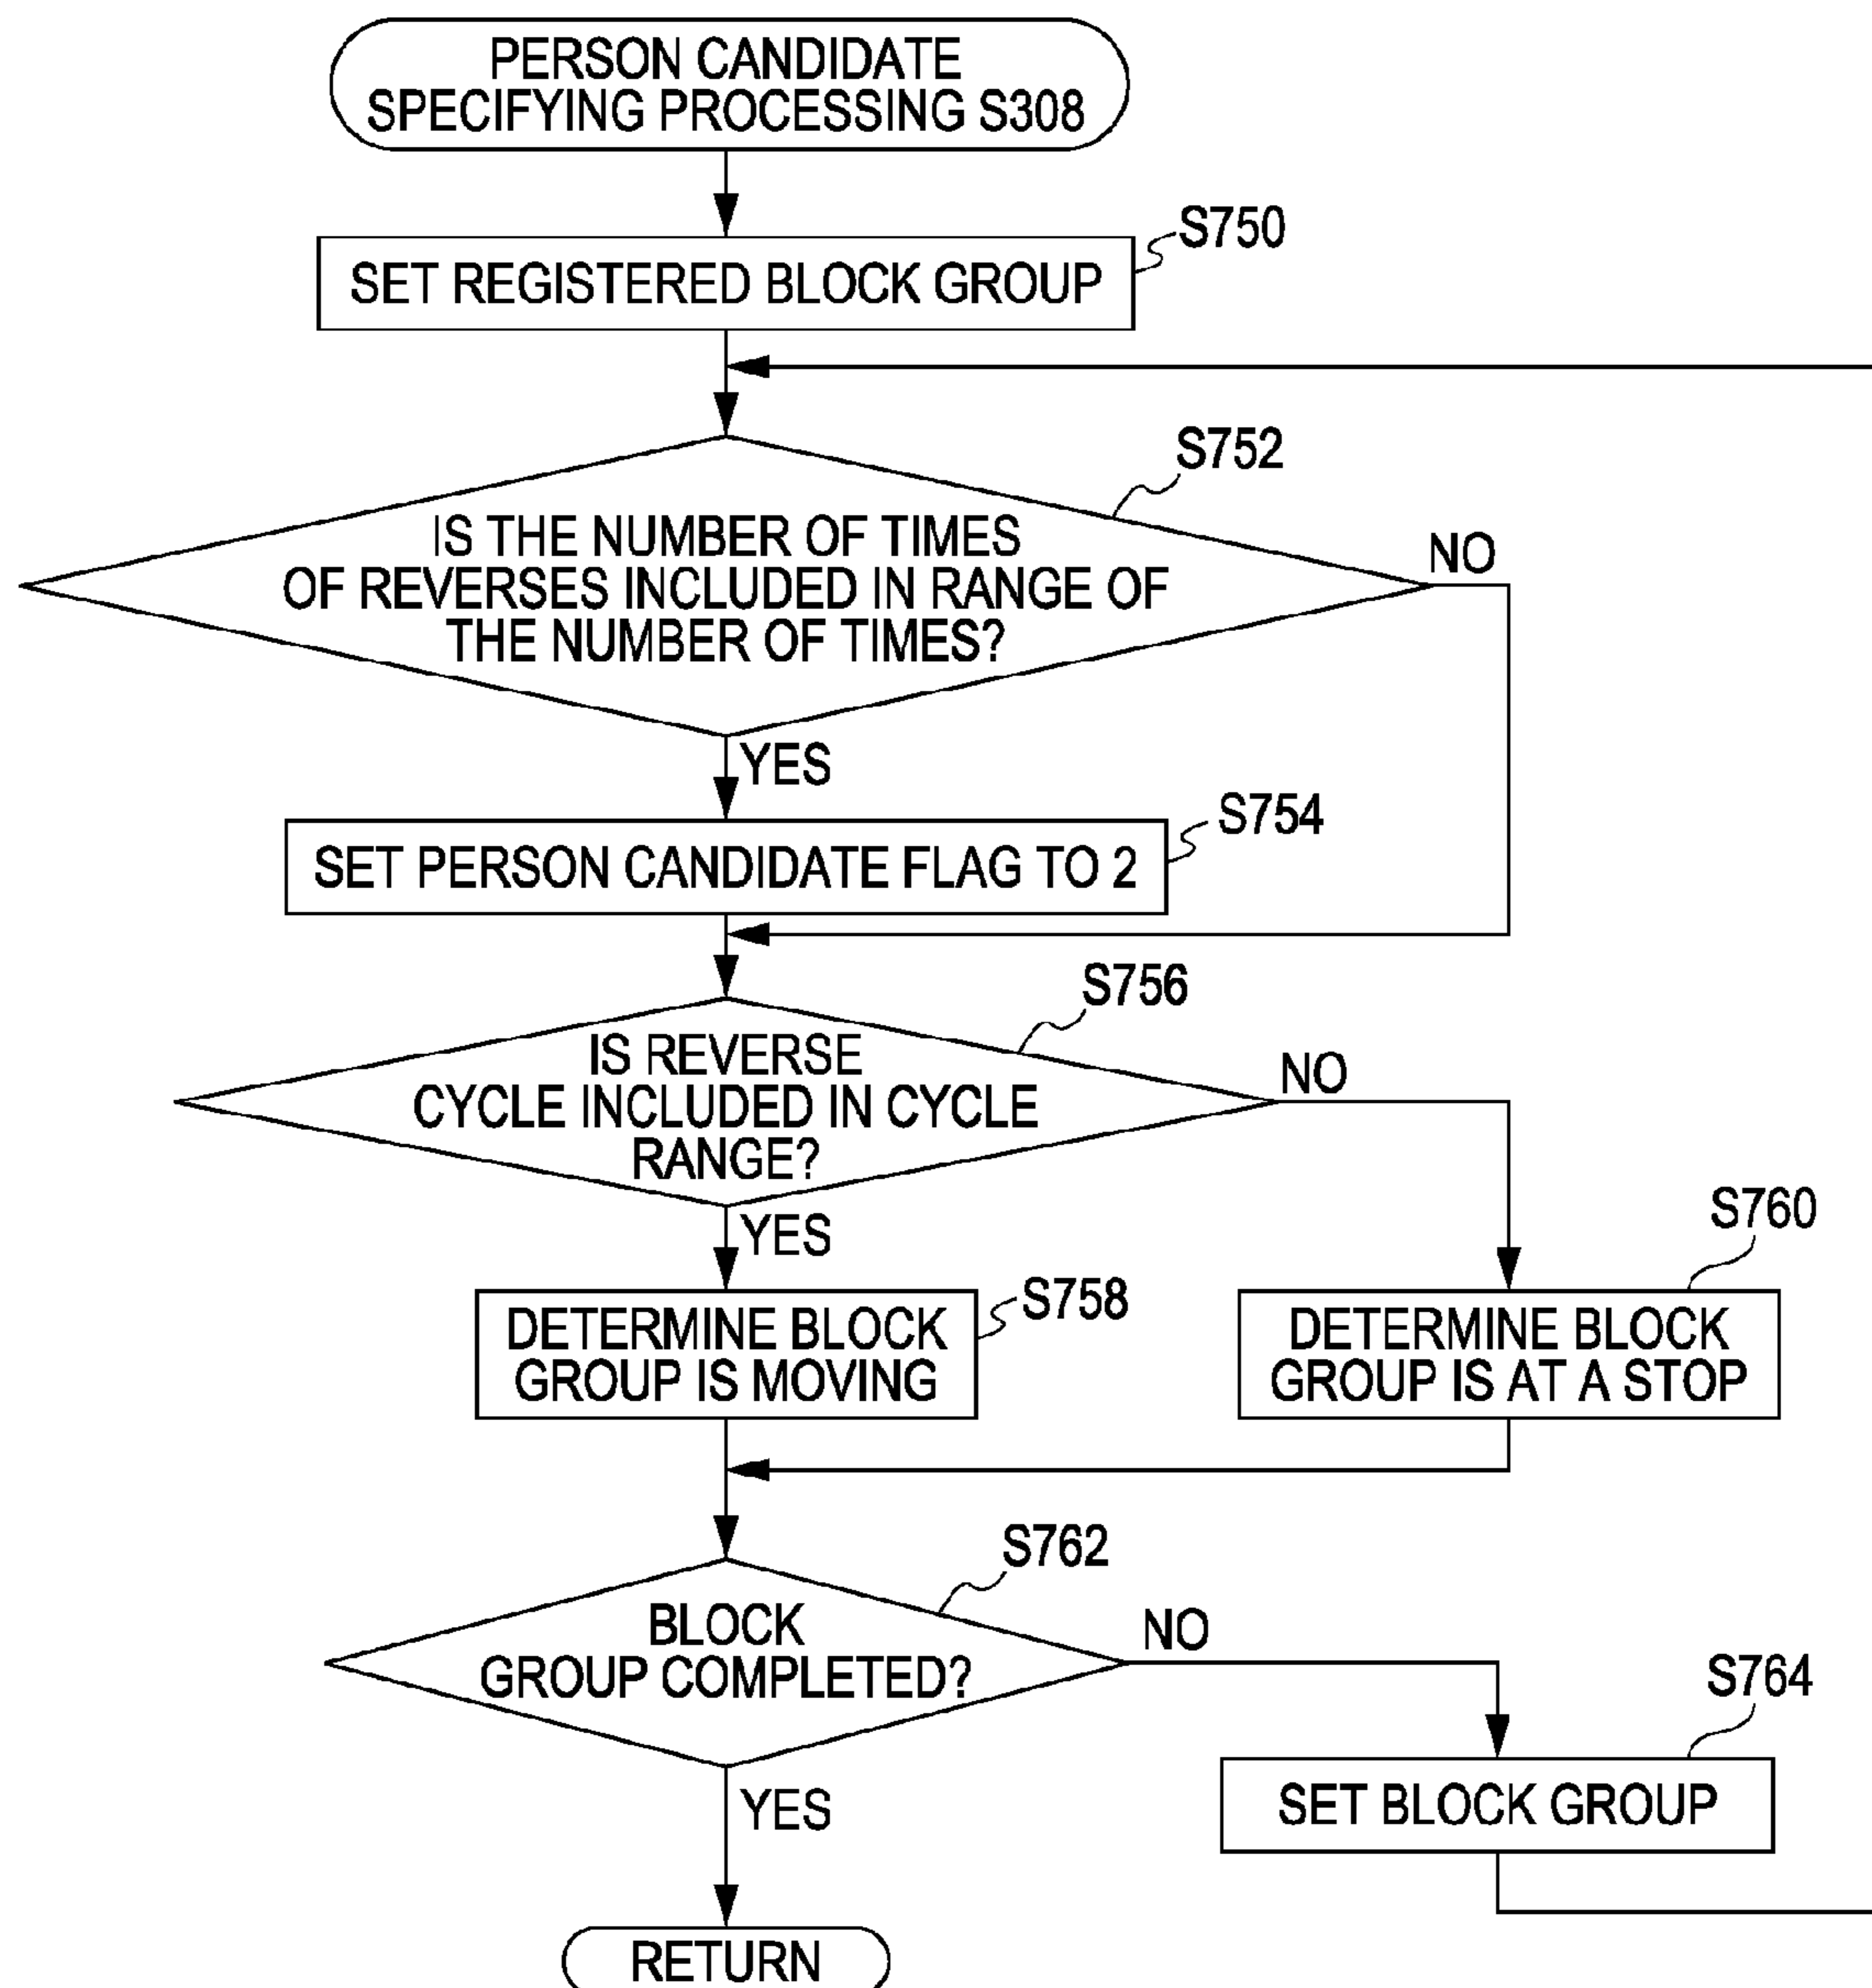 PERSON CANDIDATE
SPECIFYING PROCESSING S308
S750
SET REGISTERED BLOCK GROUP
S752
IS THE NUMBER OF TIMES
OF REVERSES INCLUDED IN RANGE OF
THE NUMBER OF TIMES?
NO
YES
S754
SET PERSON CANDIDATE FLAG TO 2
S756
IS REVERSE
CYCLE INCLUDED IN CYCLE
RANGE?
NO
YES
S760
S758
DETERMINE BLOCK
GROUP IS MOVING
DETERMINE BLOCK
GROUP IS AT A STOP
S762
BLOCK
GROUP COMPLETED?
NO
S764
YES
SET BLOCK GROUP
RETURN